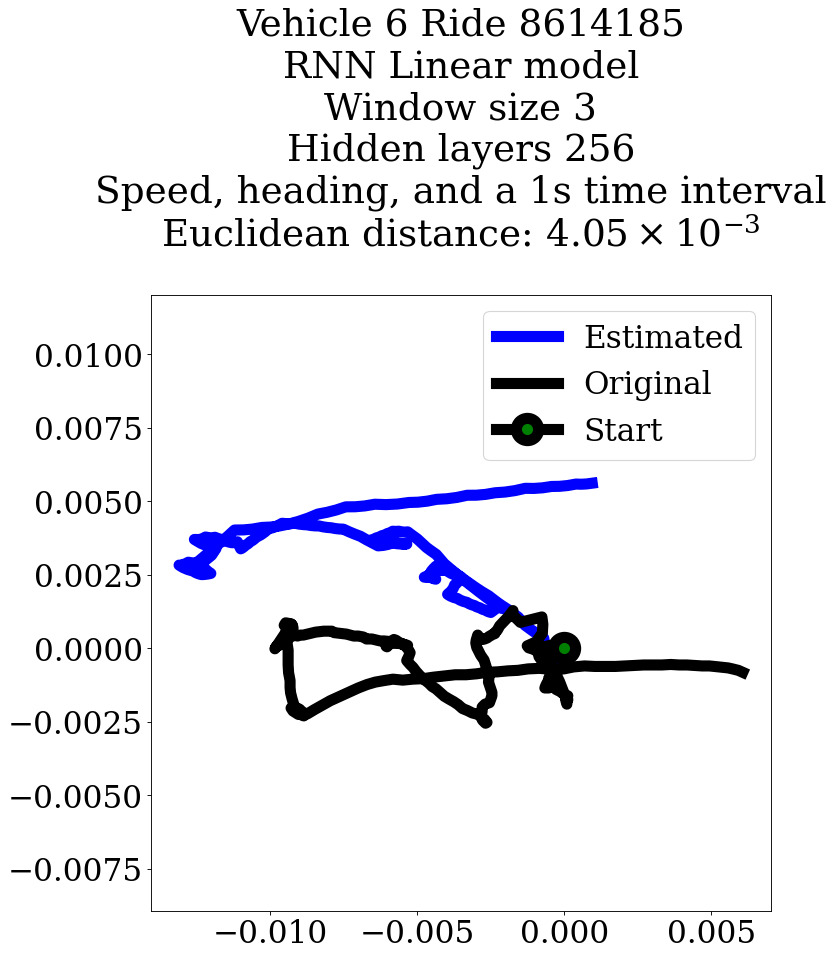 Vehicle 6 Ride 8614185
RNN Linear model
Window size 3
Hidden layers 256
Speed, heading, and a 1s time interval
Euclidean distance: 4.05 × 10⁻³
Estimated
Original
Start
0.0100
0.0075
0.0050
0.0025
0.0000
−0.0025
−0.0050
−0.0075
−0.010 −0.005 0.000 0.005